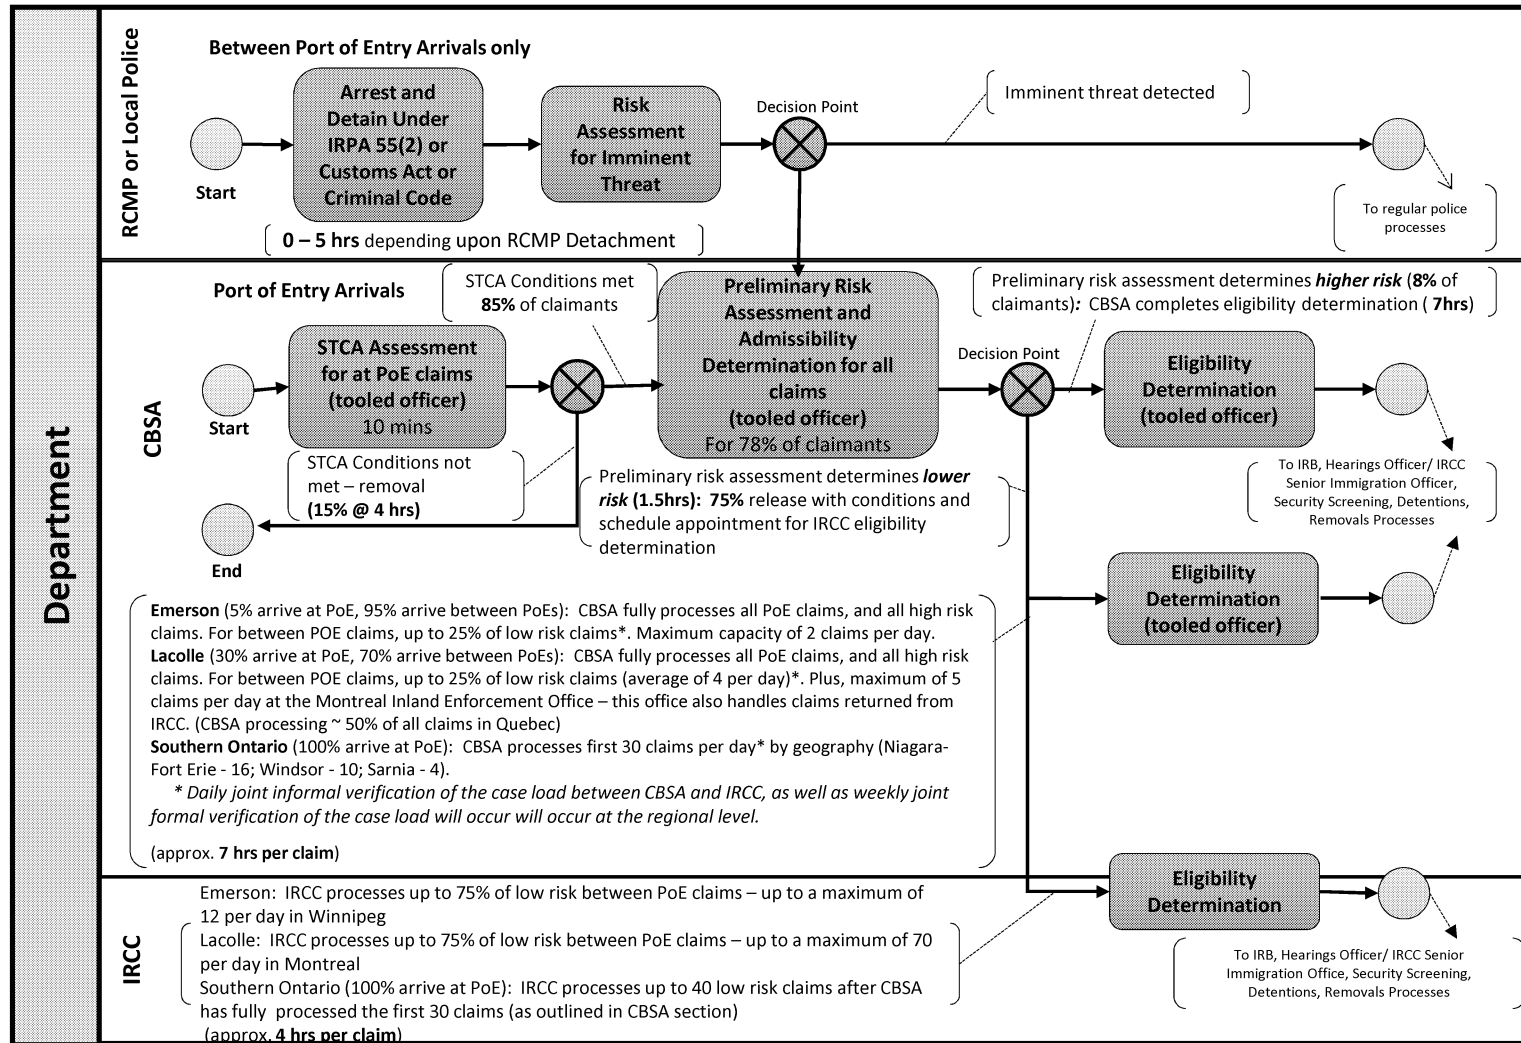 Department
RCMP or Local Police
Between Port of Entry Arrivals only
Start
Arrest and
Detain Under
IRPA 55(2) or
Customs Act or
Criminal Code
Risk
Assessment
for Imminent
Threat
Decision Point
Imminent threat detected
To regular police
processes
0 – 5 hrs depending upon RCMP Detachment
CBSA
Port of Entry Arrivals
Start
STCA Assessment
for at PoE claims
(tooled officer)
10 mins
STCA Conditions met
85% of claimants
STCA Conditions not
met – removal
(15% @ 4 hrs)
End
Preliminary Risk
Assessment and
Admissibility
Determination for all
claims
(tooled officer)
For 78% of claimants
Decision Point
Preliminary risk assessment determines higher risk (8% of
claimants): CBSA completes eligibility determination ( 7hrs)
Eligibility
Determination
(tooled officer)
To IRB, Hearings Officer/ IRCC
Senior Immigration Officer,
Security Screening, Detentions,
Removals Processes
Preliminary risk assessment determines lower
risk (1.5hrs): 75% release with conditions and
schedule appointment for IRCC eligibility
determination
Eligibility
Determination
(tooled officer)
Emerson (5% arrive at PoE, 95% arrive between PoEs): CBSA fully processes all PoE claims, and all high risk
claims. For between POE claims, up to 25% of low risk claims*. Maximum capacity of 2 claims per day.
Lacolle (30% arrive at PoE, 70% arrive between PoEs): CBSA fully processes all PoE claims, and all high risk
claims. For between POE claims, up to 25% of low risk claims (average of 4 per day)*. Plus, maximum of 5
claims per day at the Montreal Inland Enforcement Office – this office also handles claims returned from
IRCC. (CBSA processing ~ 50% of all claims in Quebec)
Southern Ontario (100% arrive at PoE): CBSA processes first 30 claims per day* by geography (Niagara-
Fort Erie - 16; Windsor - 10; Sarnia - 4).
* Daily joint informal verification of the case load between CBSA and IRCC, as well as weekly joint
formal verification of the case load will occur will occur at the regional level.
(approx. 7 hrs per claim)
IRCC
Emerson: IRCC processes up to 75% of low risk between PoE claims – up to a maximum of
12 per day in Winnipeg
Lacolle: IRCC processes up to 75% of low risk between PoE claims – up to a maximum of 70
per day in Montreal
Southern Ontario (100% arrive at PoE): IRCC processes up to 40 low risk claims after CBSA
has fully processed the first 30 claims (as outlined in CBSA section)
(approx. 4 hrs per claim)
Eligibility
Determination
To IRB, Hearings Officer/ IRCC Senior
Immigration Office, Security Screening,
Detentions, Removals Processes